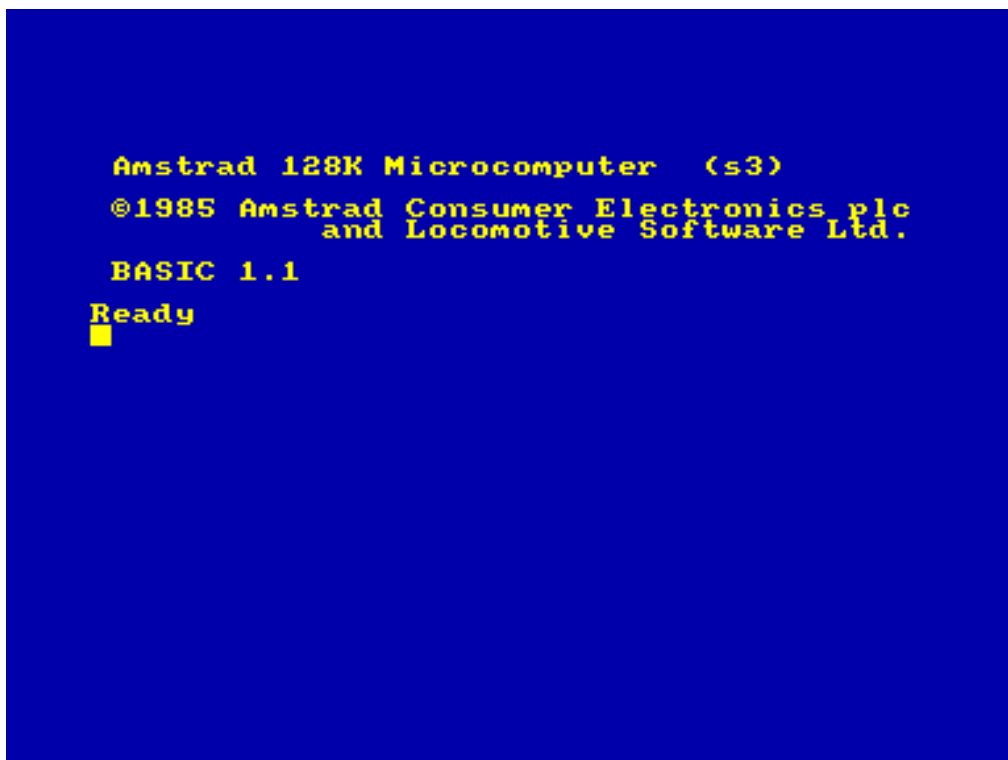 Amstrad 128K Microcomputer  (s3)
©1985 Amstrad Consumer Electronics plc
and Locomotive Software Ltd.
BASIC 1.1
Ready